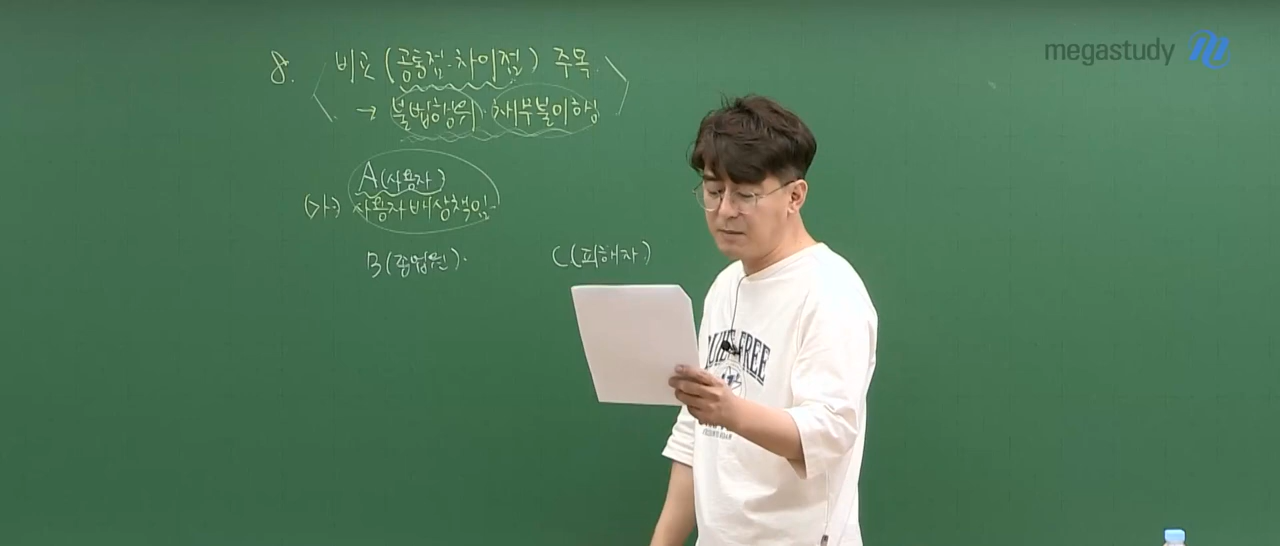 megastudy
8. 비교 (공통점·차이점) 주목.
→ 불법행위·채무불이행
A(사용자)
(가) 사용자배상책임
B(종업원).
C(피해자)